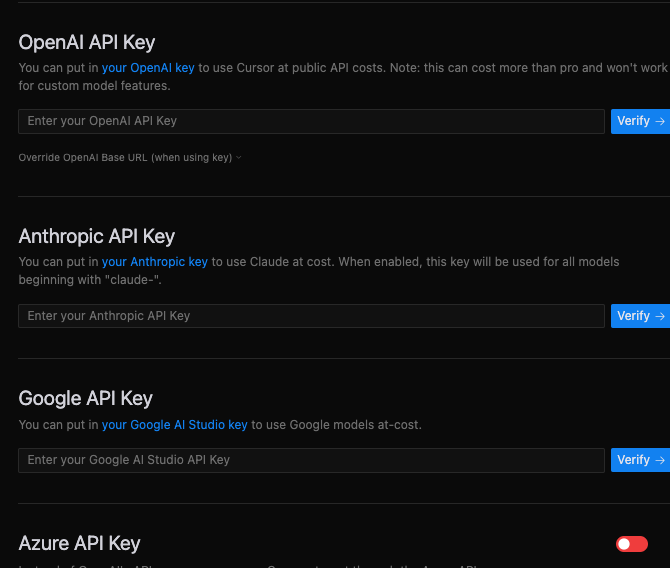 OpenAI API Key
You can put in your OpenAI key to use Cursor at public API costs. Note: this can cost more than pro and won't work
for custom model features.
Enter your OpenAI API Key
Verify →
Override OpenAI Base URL (when using key)
Anthropic API Key
You can put in your Anthropic key to use Claude at cost. When enabled, this key will be used for all models
beginning with "claude-".
Enter your Anthropic API Key
Verify →
Google API Key
You can put in your Google AI Studio key to use Google models at-cost.
Enter your Google AI Studio API Key
Verify →
Azure API Key